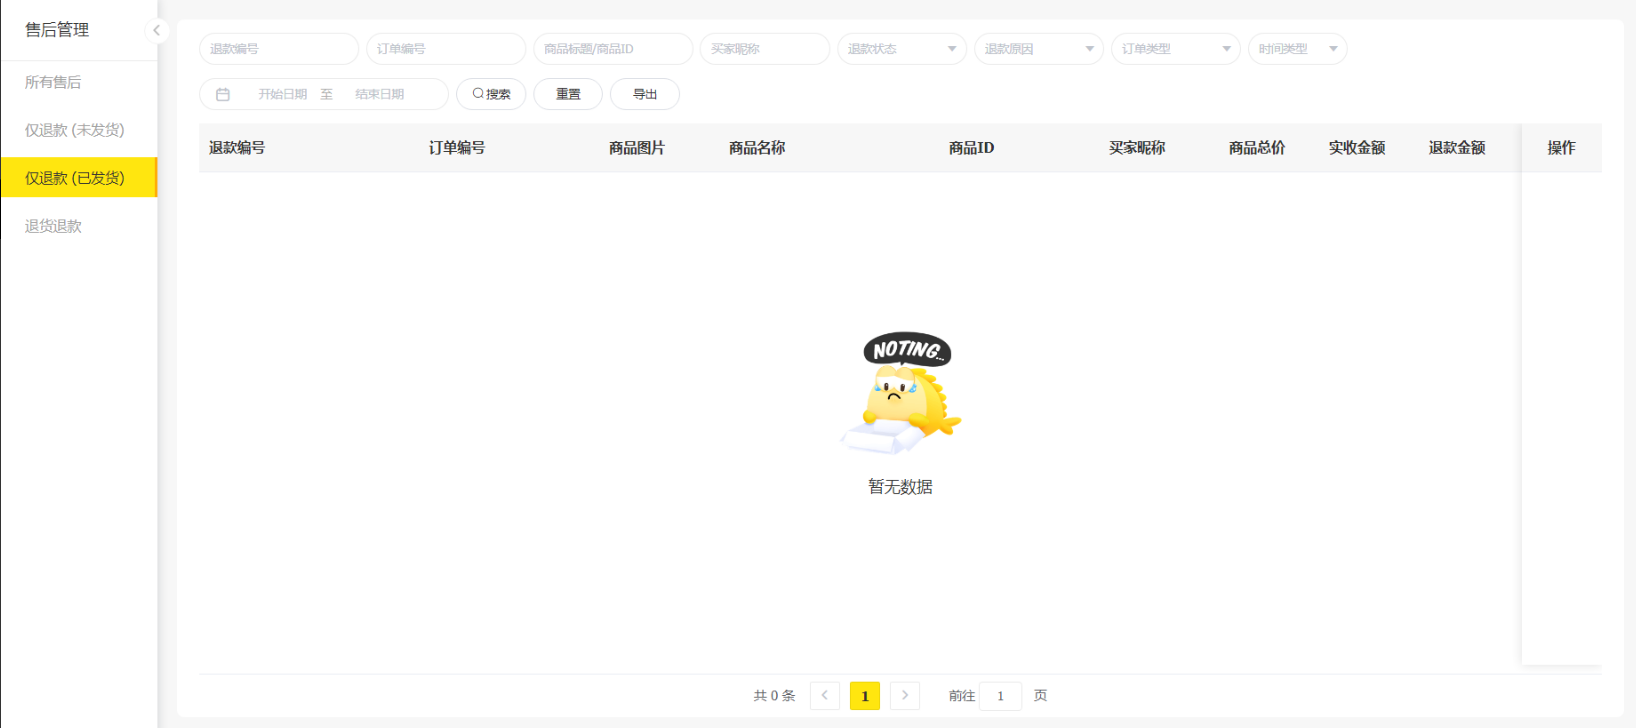 售后管理
所有售后
仅退款 (未发货)
仅退款 (已发货)
退货退款
退款编号 订单编号 商品标题/商品ID 买家昵称 退款状态 退款原因 订单类型 时间类型
开始日期 至 结束日期 搜索 重置 导出
退款编号 订单编号 商品图片 商品名称 商品ID 买家昵称 商品总价 实收金额 退款金额 操作
NOTING...
暂无数据
共 0 条 1 前往 1 页